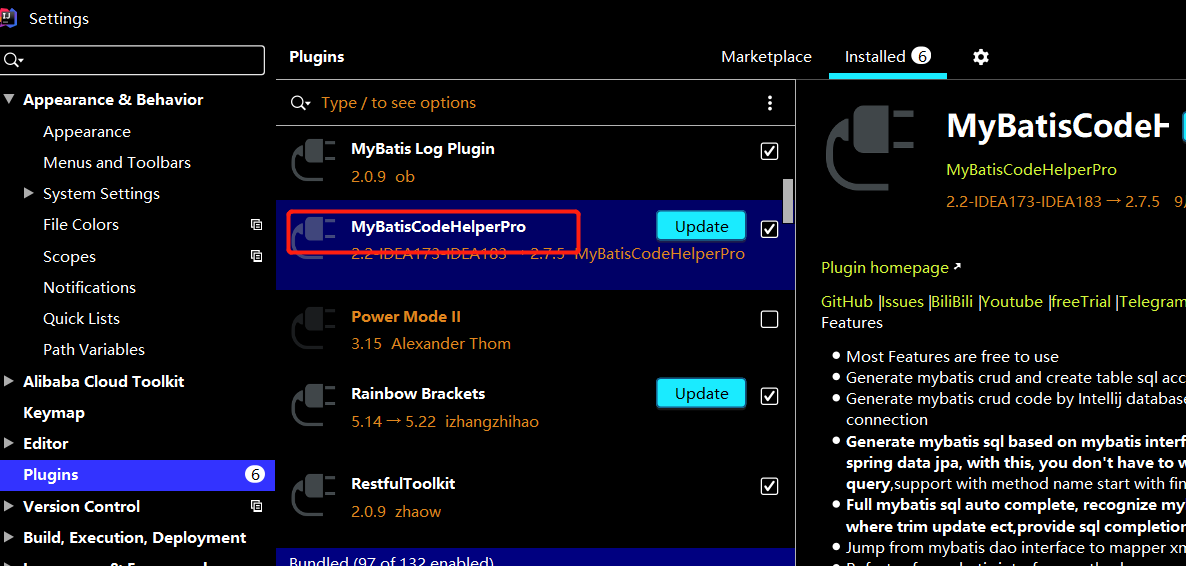 Settings
Plugins
Marketplace
Installed 6
Type / to see options
Appearance & Behavior
Appearance
Menus and Toolbars
System Settings
File Colors
Scopes
Notifications
Quick Lists
Path Variables
Alibaba Cloud Toolkit
Keymap
Editor
Plugins 6
Version Control
Build, Execution, Deployment
MyBatis Log Plugin
2.0.9 ob
MyBatisCodeHelperPro
Update
2.2-IDEA173-IDEA183 → 2.7.5 MyBatisCodeHelperPro
Power Mode II
3.15 Alexander Thom
Rainbow Brackets
Update
5.14 → 5.22 izhangzhihao
RestfulToolkit
2.0.9 zhaow
Bundled (97 of 132 enabled)
MyBatisCodeH
MyBatisCodeHelperPro
2.2-IDEA173-IDEA183 → 2.7.5 9/
Plugin homepage
GitHub |Issues |BiliBili |Youtube |freeTrial |Telegram
Features
Most Features are free to use
Generate mybatis crud and create table sql acc
Generate mybatis crud code by Intellij database
connection
Generate mybatis sql based on mybatis interf
spring data jpa, with this, you don't have to w
query,support with method name start with fin
Full mybatis sql auto complete, recognize my
where trim update ect,provide sql completion
Jump from mybatis dao interface to mapper xm